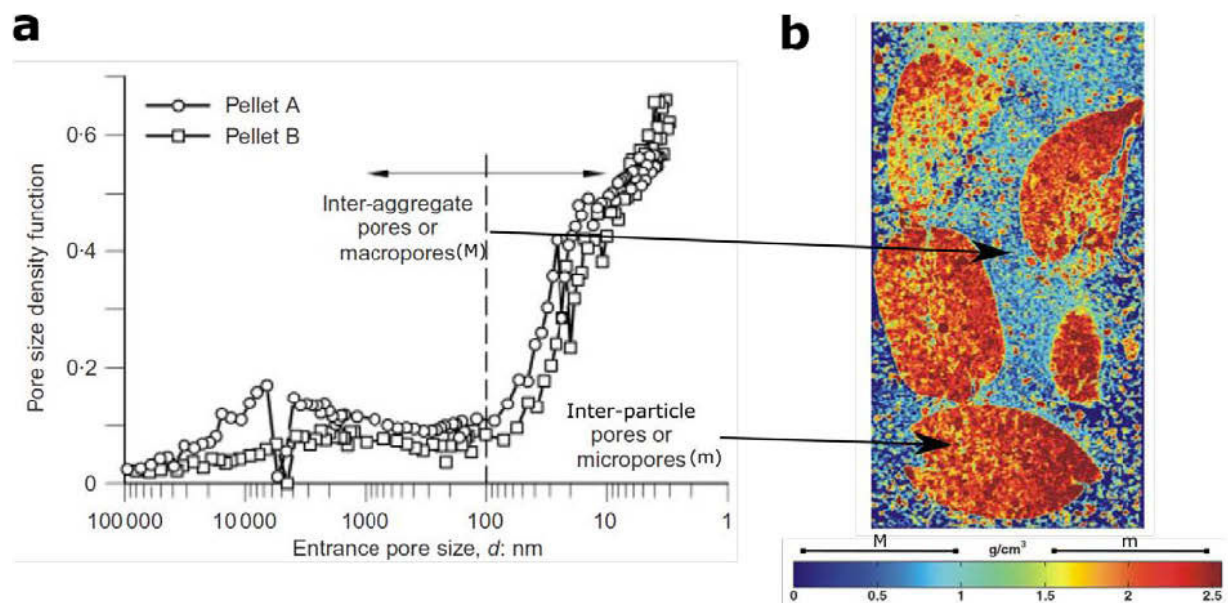 a
b
Pellet A
Pellet B
0·6
0·4
0·2
0
Pore size density function
Inter-aggregate
pores or
macropores(M)
Inter-particle
pores or
micropores(m)
100 000
10 000
1000
100
10
1
Entrance pore size, d: nm
M
g/cm³
m
0
0.5
1
1.5
2
2.5